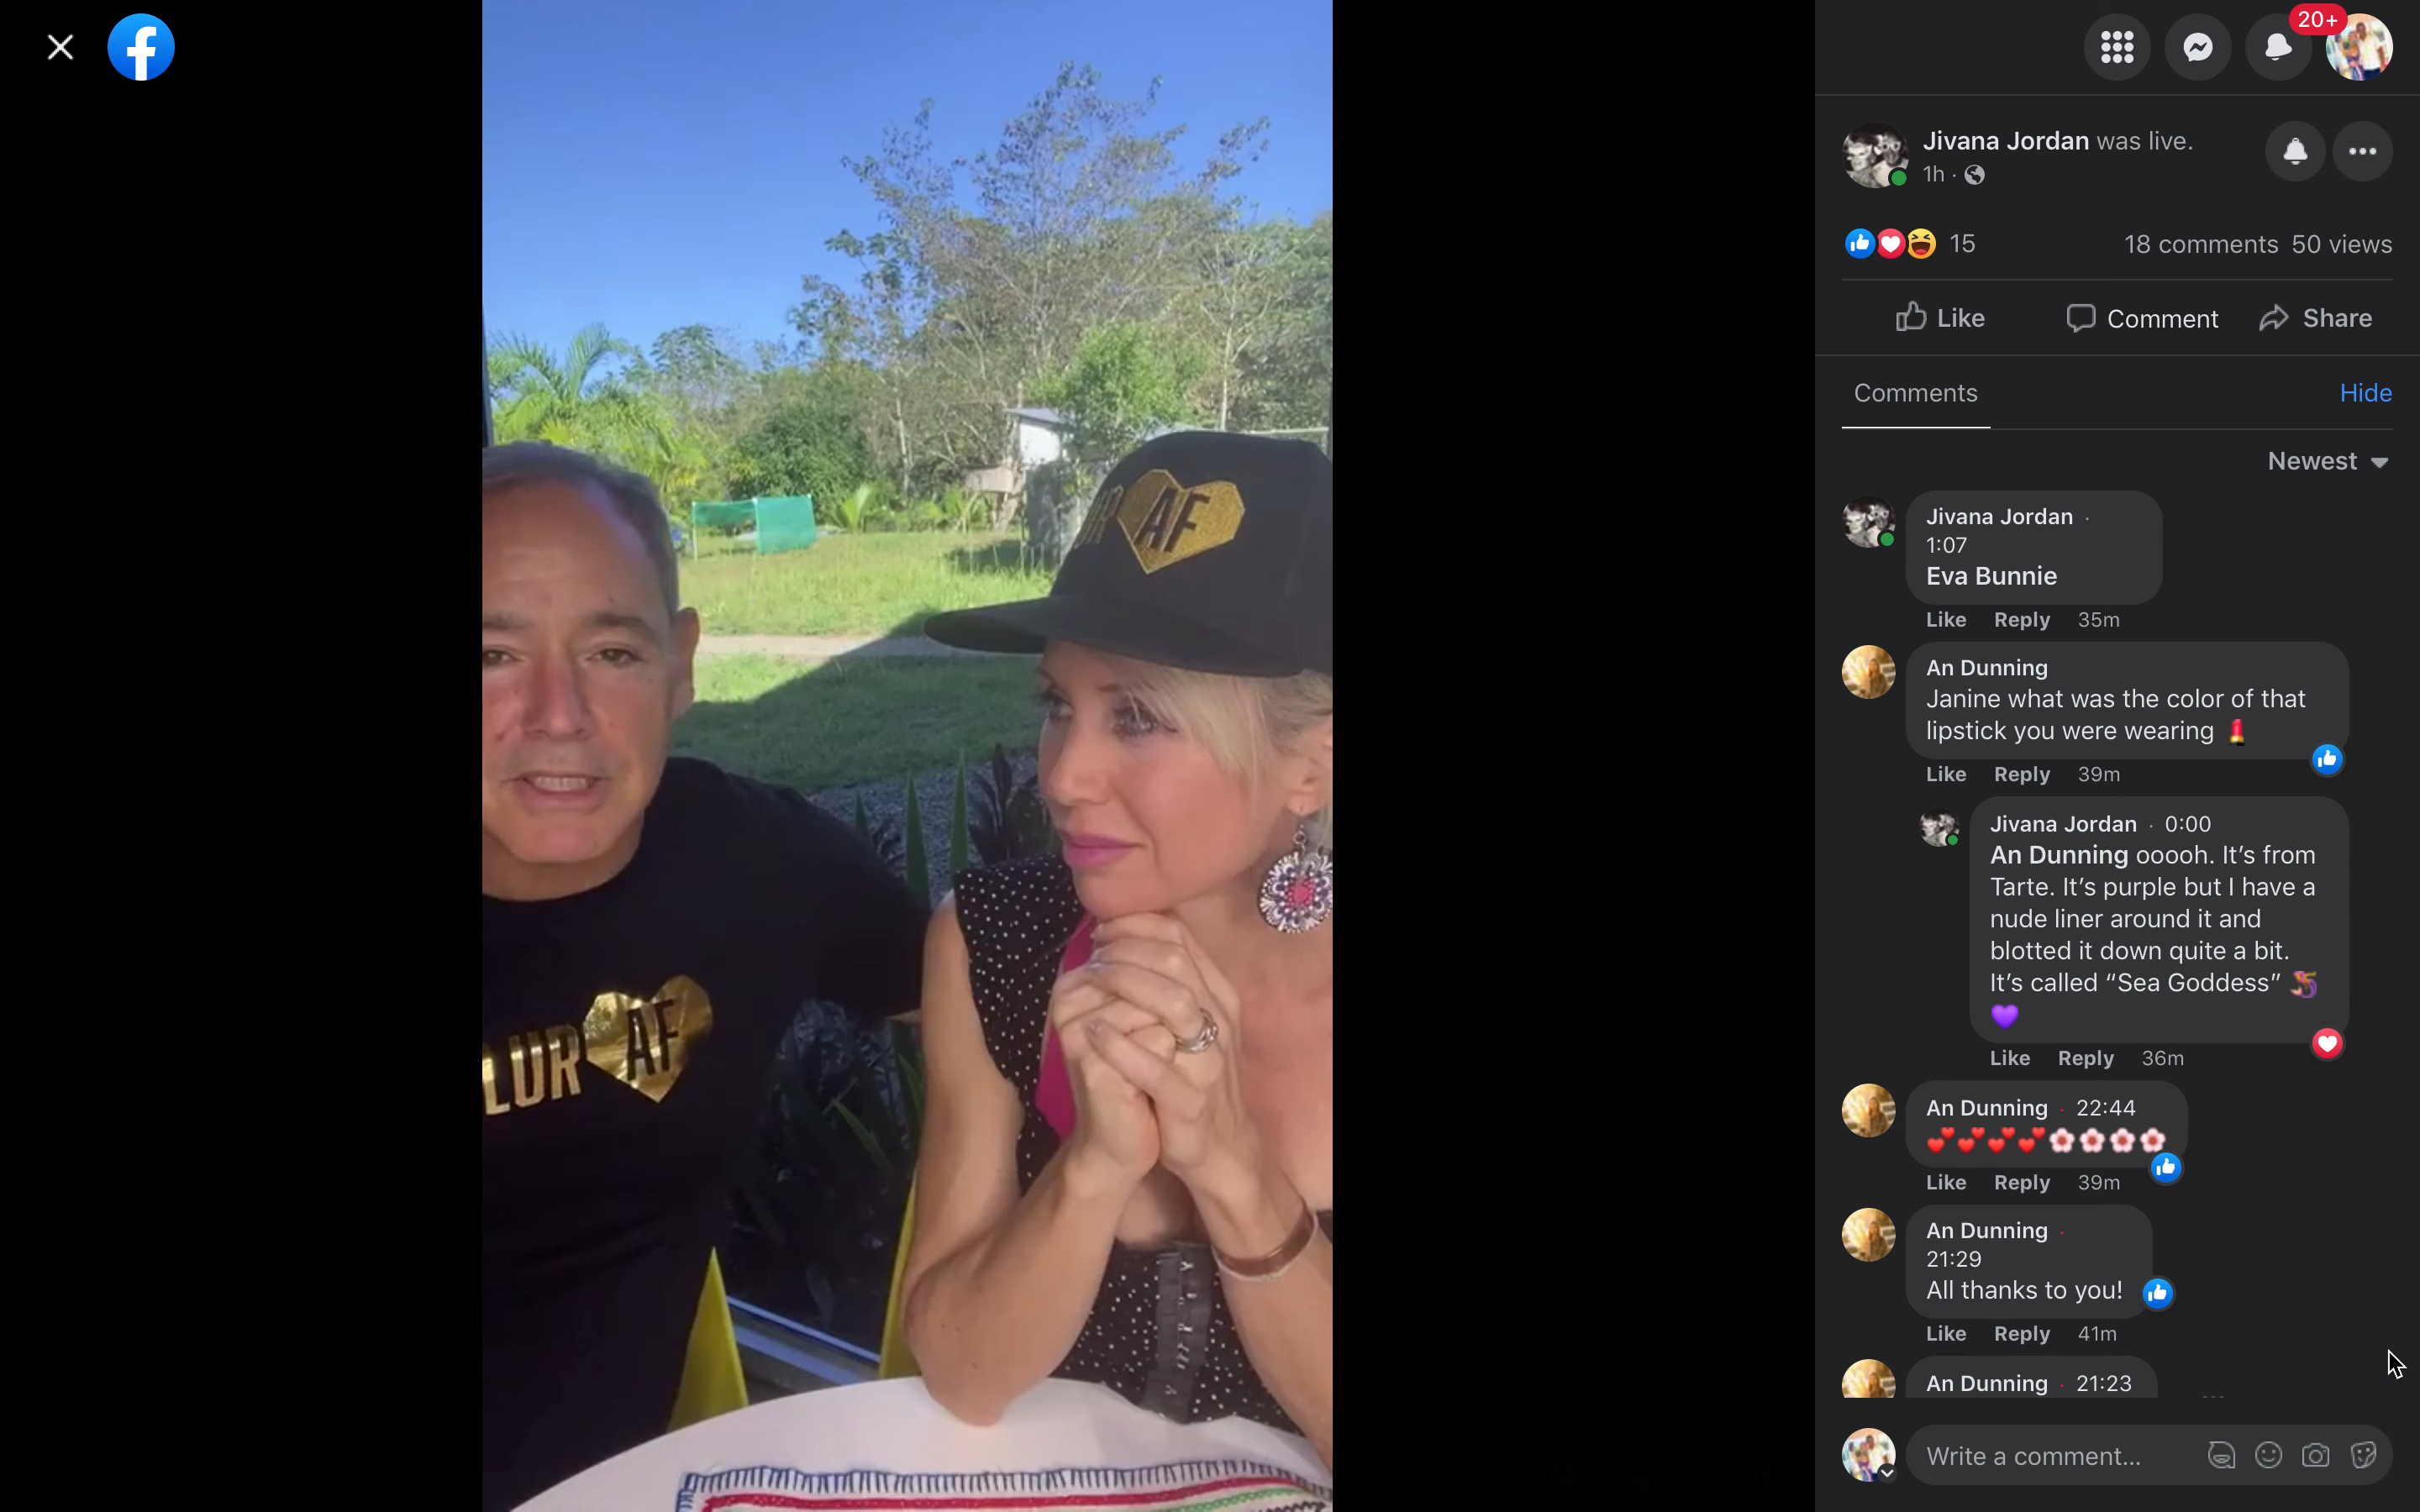 f
20+
Jivana Jordan was live.
1h ·
15
18 comments 50 views
Like
Comment
Share
Comments
Hide
Newest
Jivana Jordan ·
1:07
Eva Bunnie
Like Reply 35m
An Dunning
Janine what was the color of that
lipstick you were wearing 💄
Like Reply 39m
Jivana Jordan · 0:00
An Dunning ooooh. It’s from
Tarte. It’s purple but I have a
nude liner around it and
blotted it down quite a bit.
It’s called “Sea Goddess” 🧜‍♀️
💜
Like Reply 36m
An Dunning · 22:44
💕💕💕💕🌸🌸🌸🌸
Like Reply 39m
An Dunning ·
21:29
All thanks to you!
Like Reply 41m
An Dunning · 21:23
Write a comment...
UR AF
LUR AF